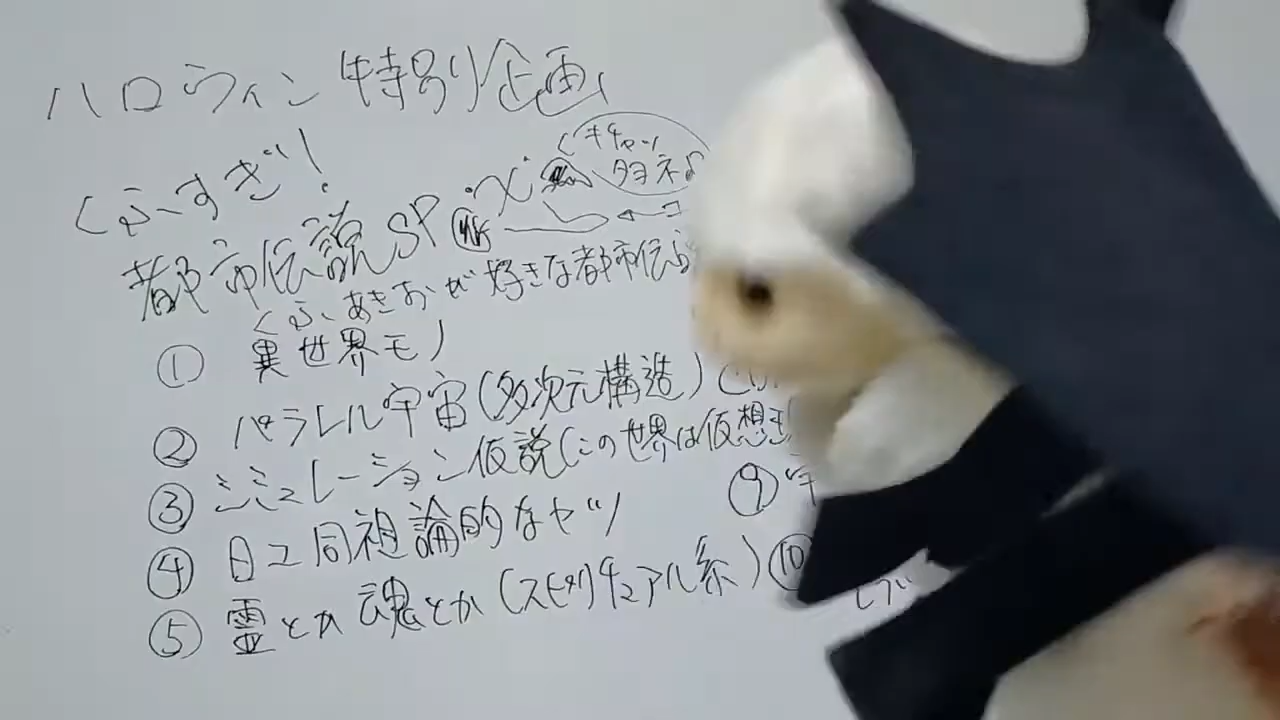 ハロウィン特別企画
くふすぎ!
都市伝説SP
キャッ
タヨネ♪
くふあきおが好きな都市伝説
① 異世界モノ
② パラレル宇宙(多次元構造)
③ シミュレーション仮説(この世界は仮想
④ 日ユ同祖論的なヤツ
⑨ 宇
⑤ 霊とか魂とか(スピリチュアル系)
⑩